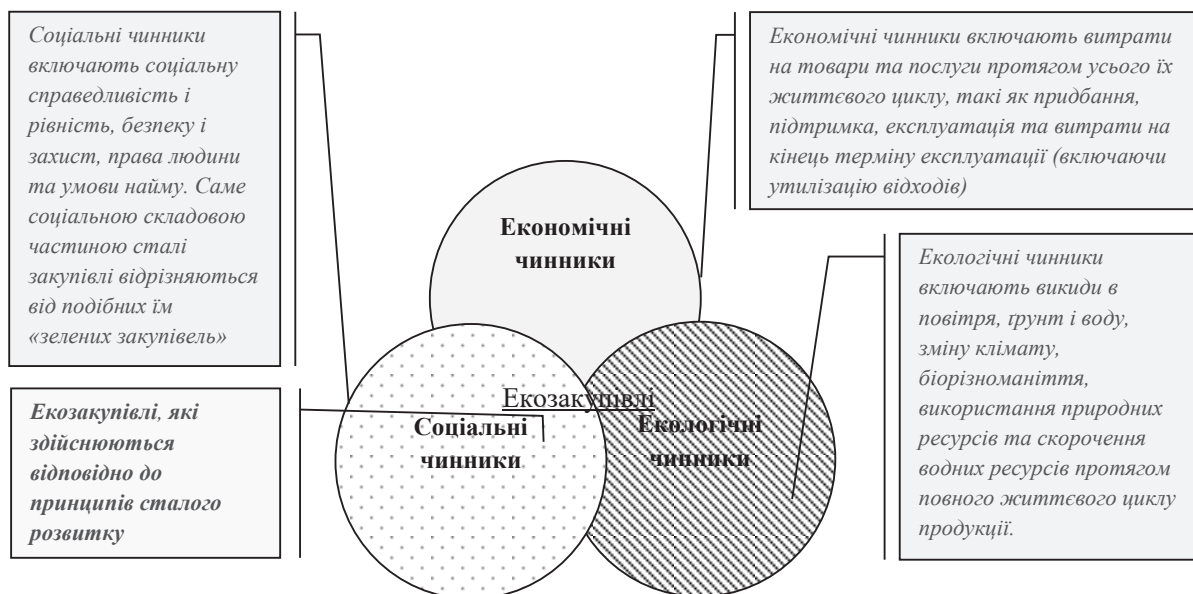 Соціальні чинники
включають соціальну
справедливість і
рівність, безпеку і
захист, права людини
та умови найму. Саме
соціальною складовою
частиною сталі
закупівлі відрізняються
від подібних їм
«зелених закупівель»
Економічні чинники включають витрати
на товари та послуги протягом усього їх
життєвого циклу, такі як придбання,
підтримка, експлуатація та витрати на
кінець терміну експлуатації (включаючи
утилізацію відходів)
Економічні
чинники
Екологічні чинники
включають викиди в
повітря, ґрунт і воду,
зміну клімату,
біорізноманіття,
використання природних
ресурсів та скорочення
водних ресурсів протягом
повного життєвого циклу
продукції.
Екозакупівлі, які
здійснюються
відповідно до
принципів сталого
розвитку
Екозакупівлі
Соціальні
чинники
Екологічні
чинники